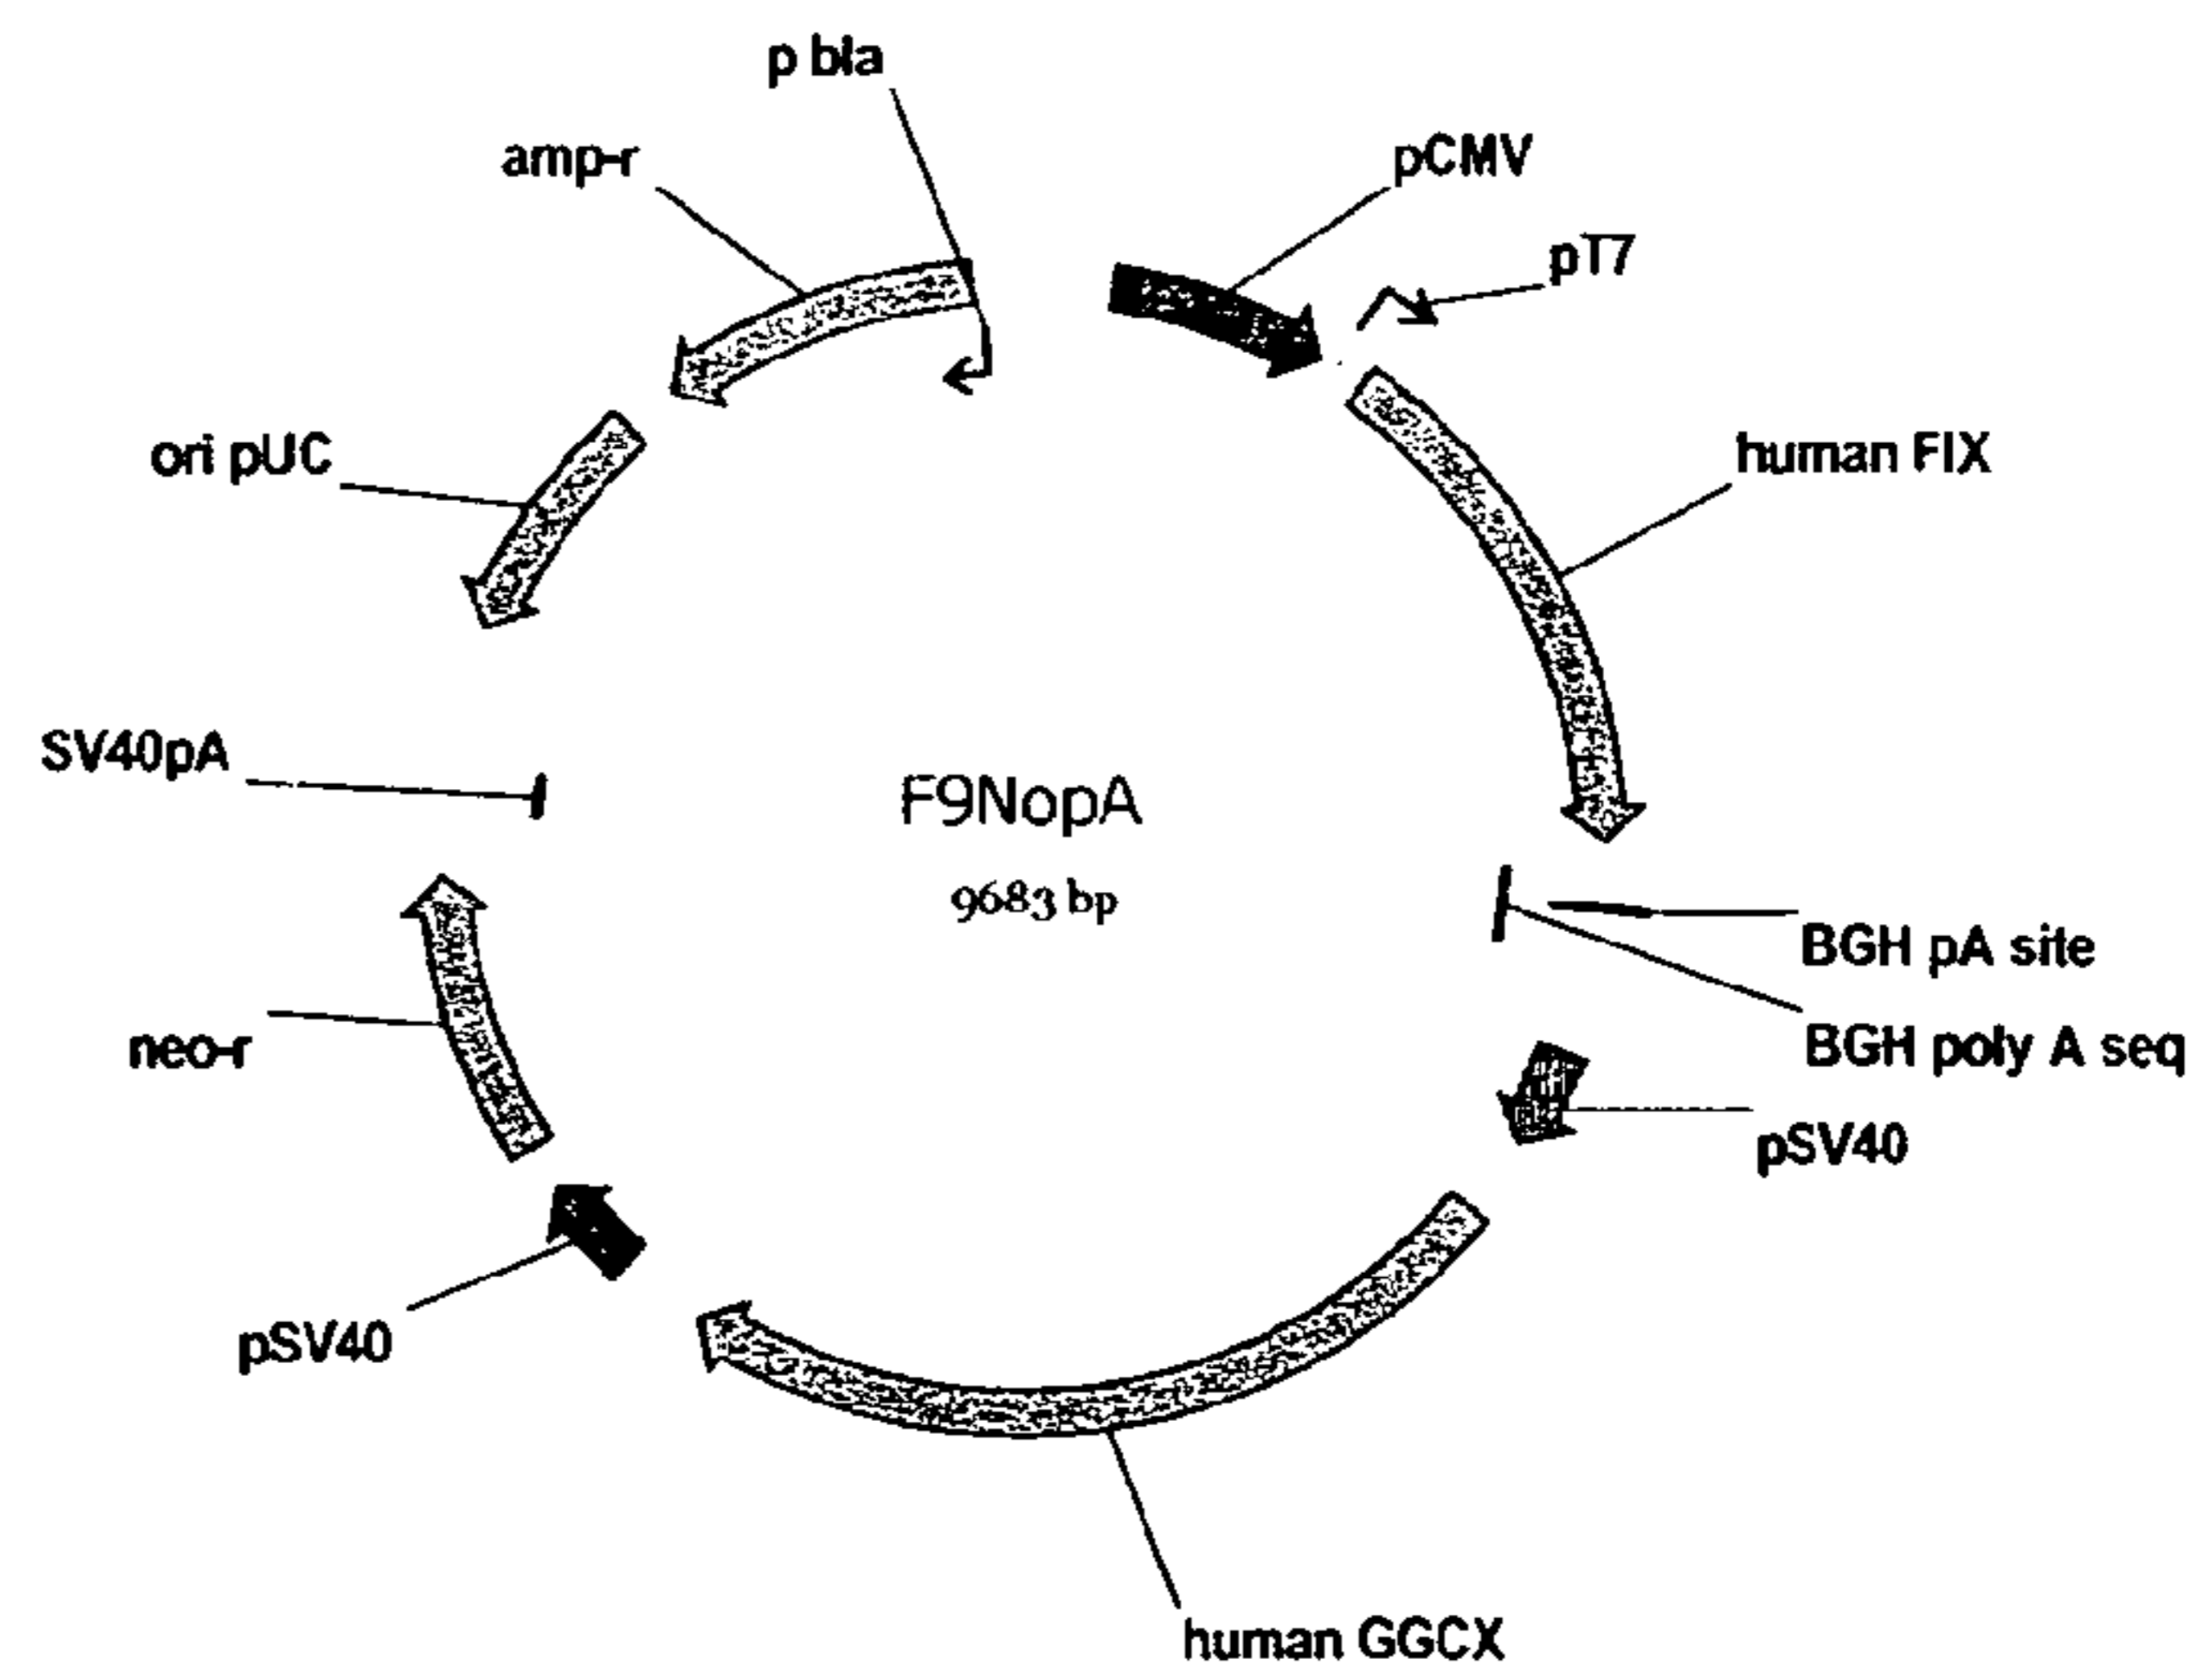 p bla
amp-r
pCMV
pT7
ori pUC
human FIX
SV40pA
F9NopA
9683 bp
BGH pA site
neo-r
BGH poly A seq
pSV40
pSV40
human GGCX